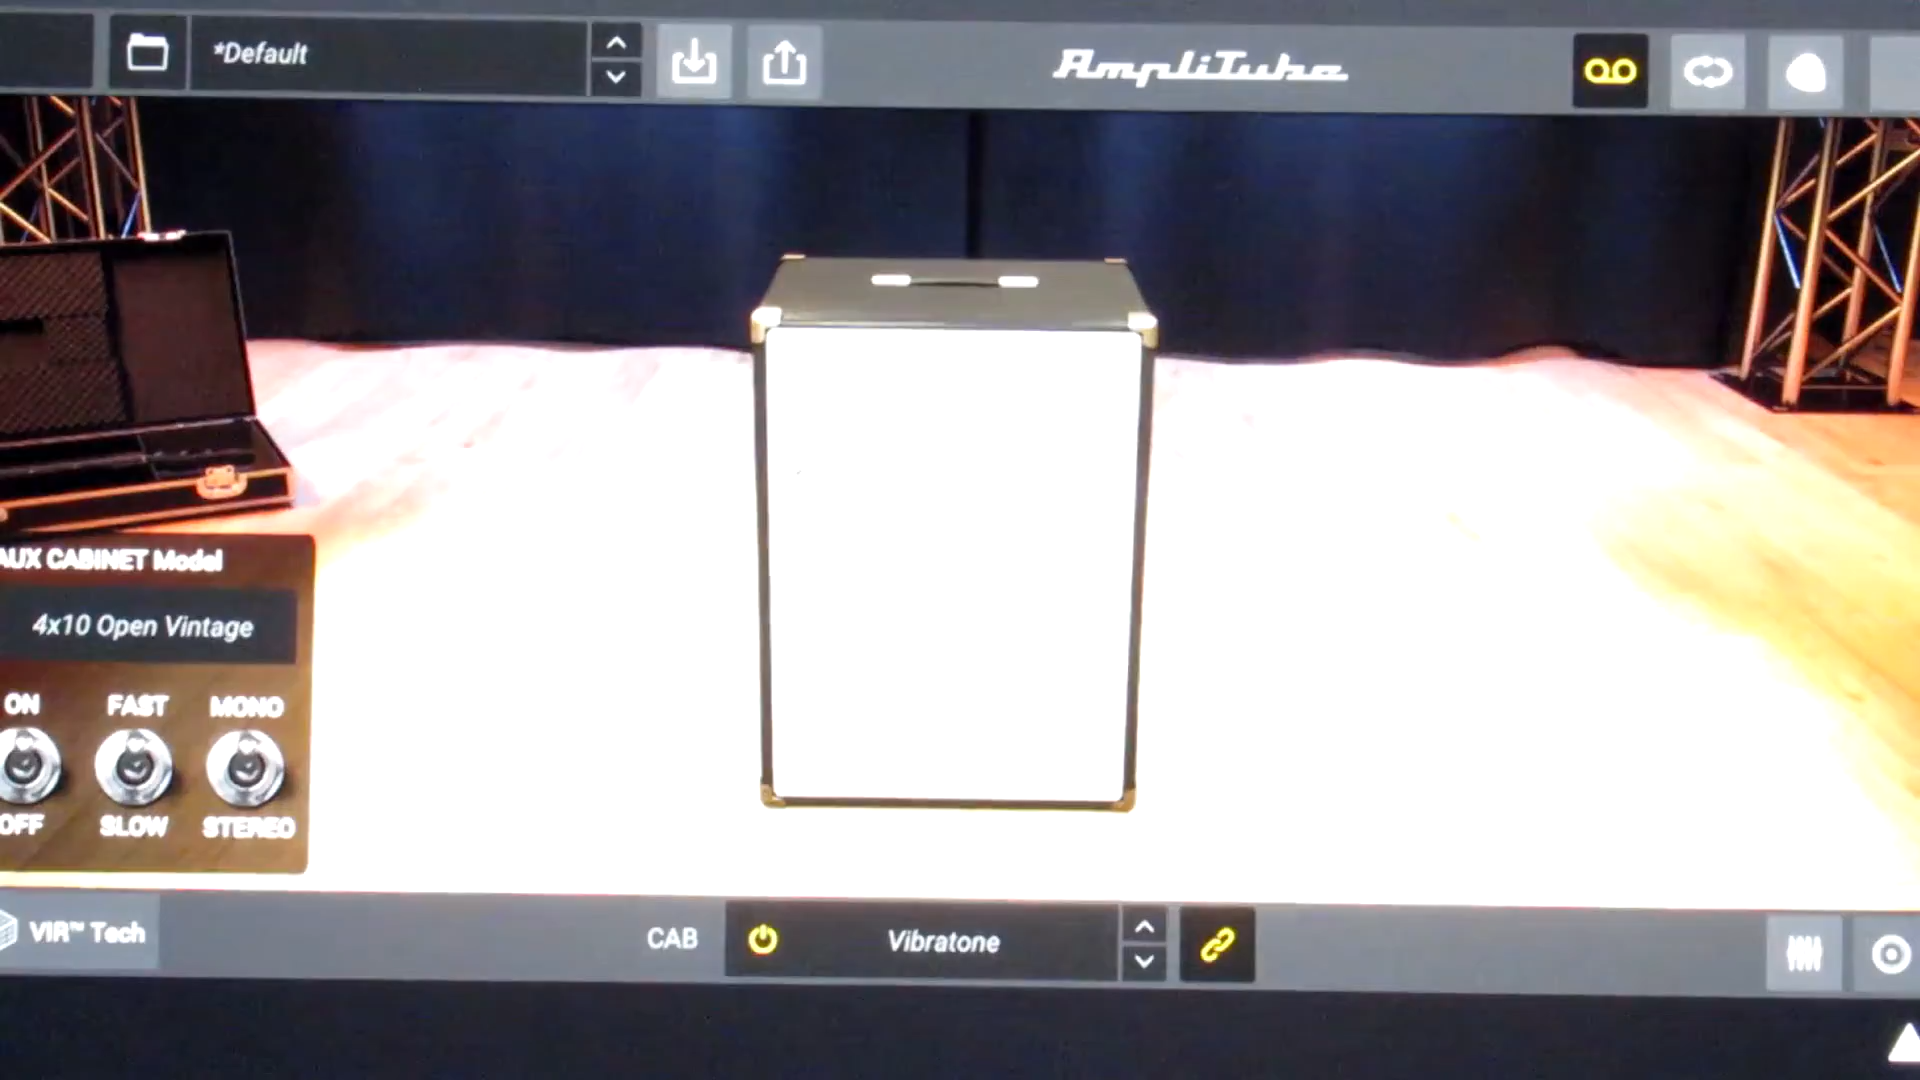 *Default
AmpliTube
AUX CABINET Model
4x10 Open Vintage
ON FAST MONO
OFF SLOW STEREO
VIR™ Tech
CAB
Vibratone